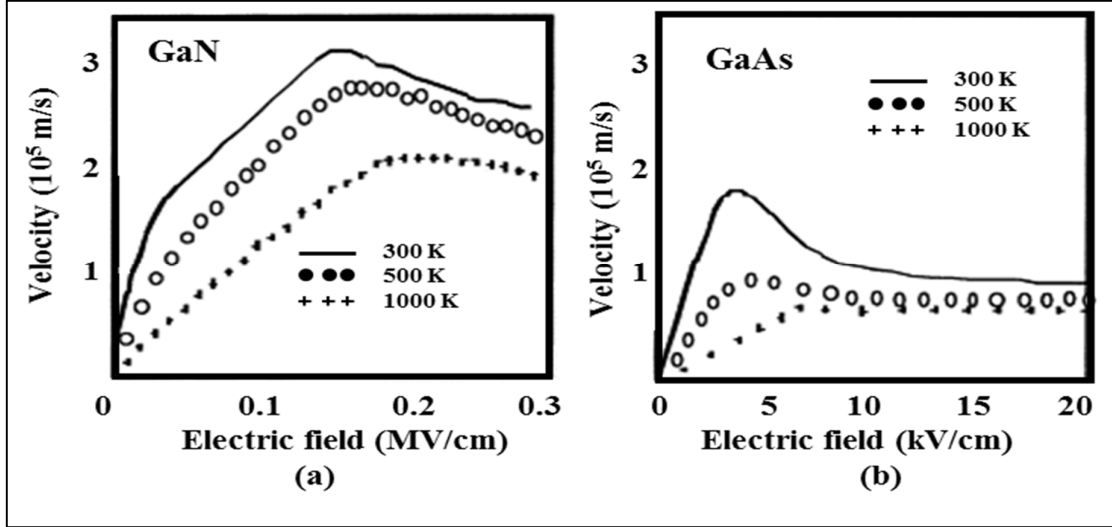 GaN
3
2
1
Velocity (10⁵ m/s)
300 K
500 K
1000 K
0
0.1
0.2
0.3
Electric field (MV/cm)
(a)
GaAs
3
2
1
Velocity (10⁵ m/s)
300 K
500 K
1000 K
0
5
10
15
20
Electric field (kV/cm)
(b)